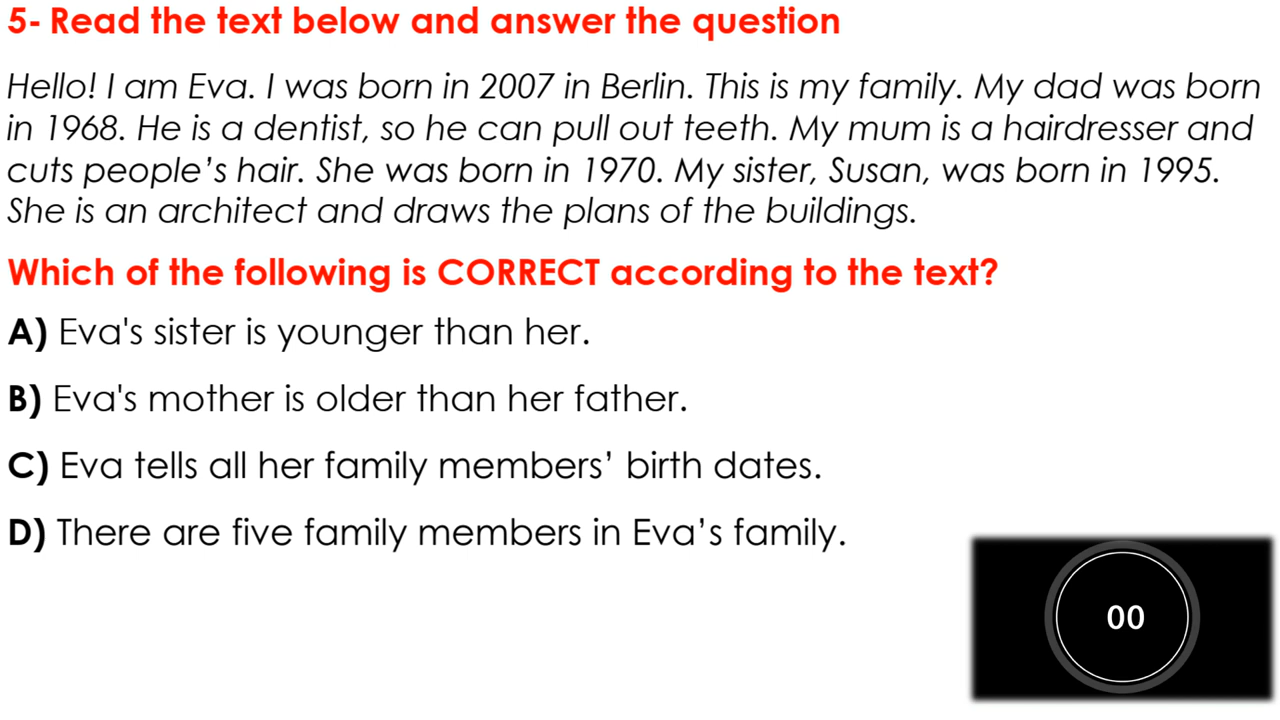 5- Read the text below and answer the question
Hello! I am Eva. I was born in 2007 in Berlin. This is my family. My dad was born
in 1968. He is a dentist, so he can pull out teeth. My mum is a hairdresser and
cuts people’s hair. She was born in 1970. My sister, Susan, was born in 1995.
She is an architect and draws the plans of the buildings.
Which of the following is CORRECT according to the text?
A) Eva's sister is younger than her.
B) Eva's mother is older than her father.
C) Eva tells all her family members’ birth dates.
D) There are five family members in Eva’s family.
00